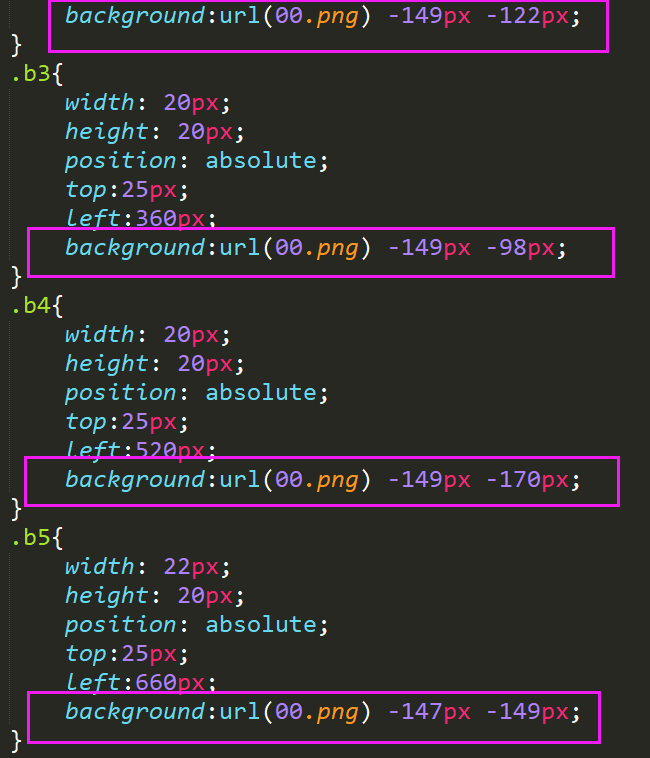 background:url(00.png) -149px -122px;
}
.b3{
width: 20px;
height: 20px;
position: absolute;
top:25px;
left:360px;
background:url(00.png) -149px -98px;
}
.b4{
width: 20px;
height: 20px;
position: absolute;
top:25px;
left:520px;
background:url(00.png) -149px -170px;
}
.b5{
width: 22px;
height: 20px;
position: absolute;
top:25px;
left:660px;
background:url(00.png) -147px -149px;
}